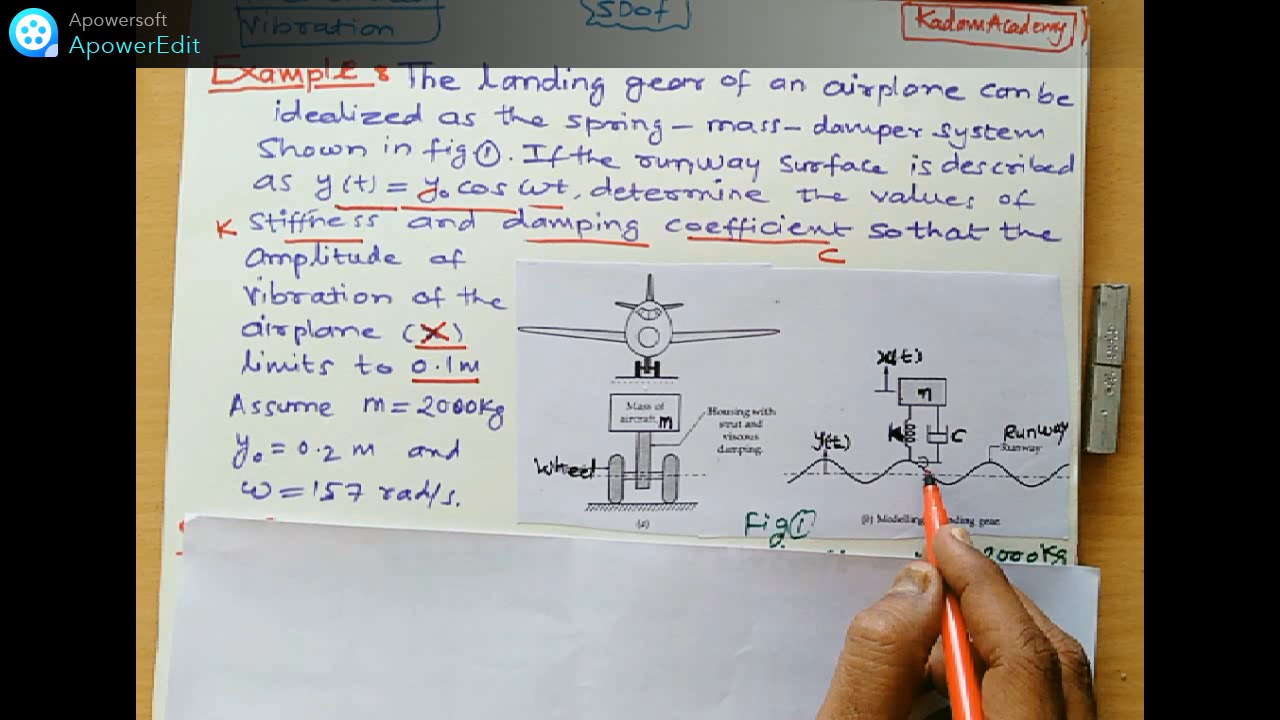 Apowersoft
ApowerEdit
Vibration
SDof
KadamAcademy
Example: The Landing gear of an airplane can be
idealized as the spring-mass-damper system
Shown in fig ①. If the runway surface is described
as y(t) = y₀ cos ωt, determine the values of
K stiffness and damping coefficient so that the
C
amplitude of
vibration of the
airplane (X)
limits to 0.1m
Assume m = 2000Kg
y₀ = 0.2 m and
ω = 157 rad/s.
Mass of
aircraft m
Housing with
strut and
viscous
damping.
Wheel
(a)
X(t)
m
K
C
y(t)
Runway
Runway
Fig ①
(b) Modelling
gear
2000Kg